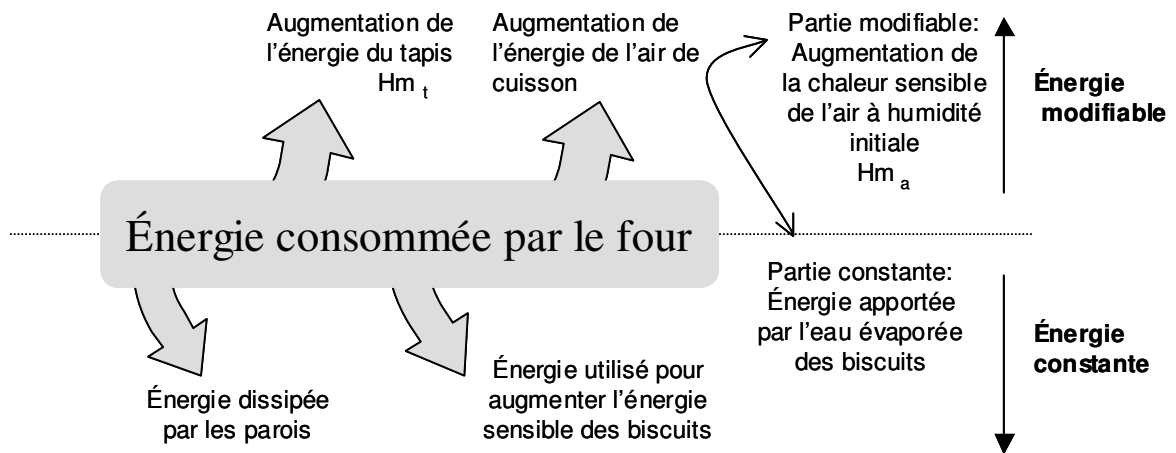 Augmentation de
l'énergie du tapis
Hm t
Augmentation de
l'énergie de l'air de
cuisson
Partie modifiable:
Augmentation de
la chaleur sensible
de l'air à humidité
initiale
Hm a
Énergie
modifiable
Énergie consommée par le four
Partie constante:
Énergie apportée
par l'eau évaporée
des biscuits
Énergie
constante
Énergie dissipée
par les parois
Énergie utilisé pour
augmenter l'énergie
sensible des biscuits